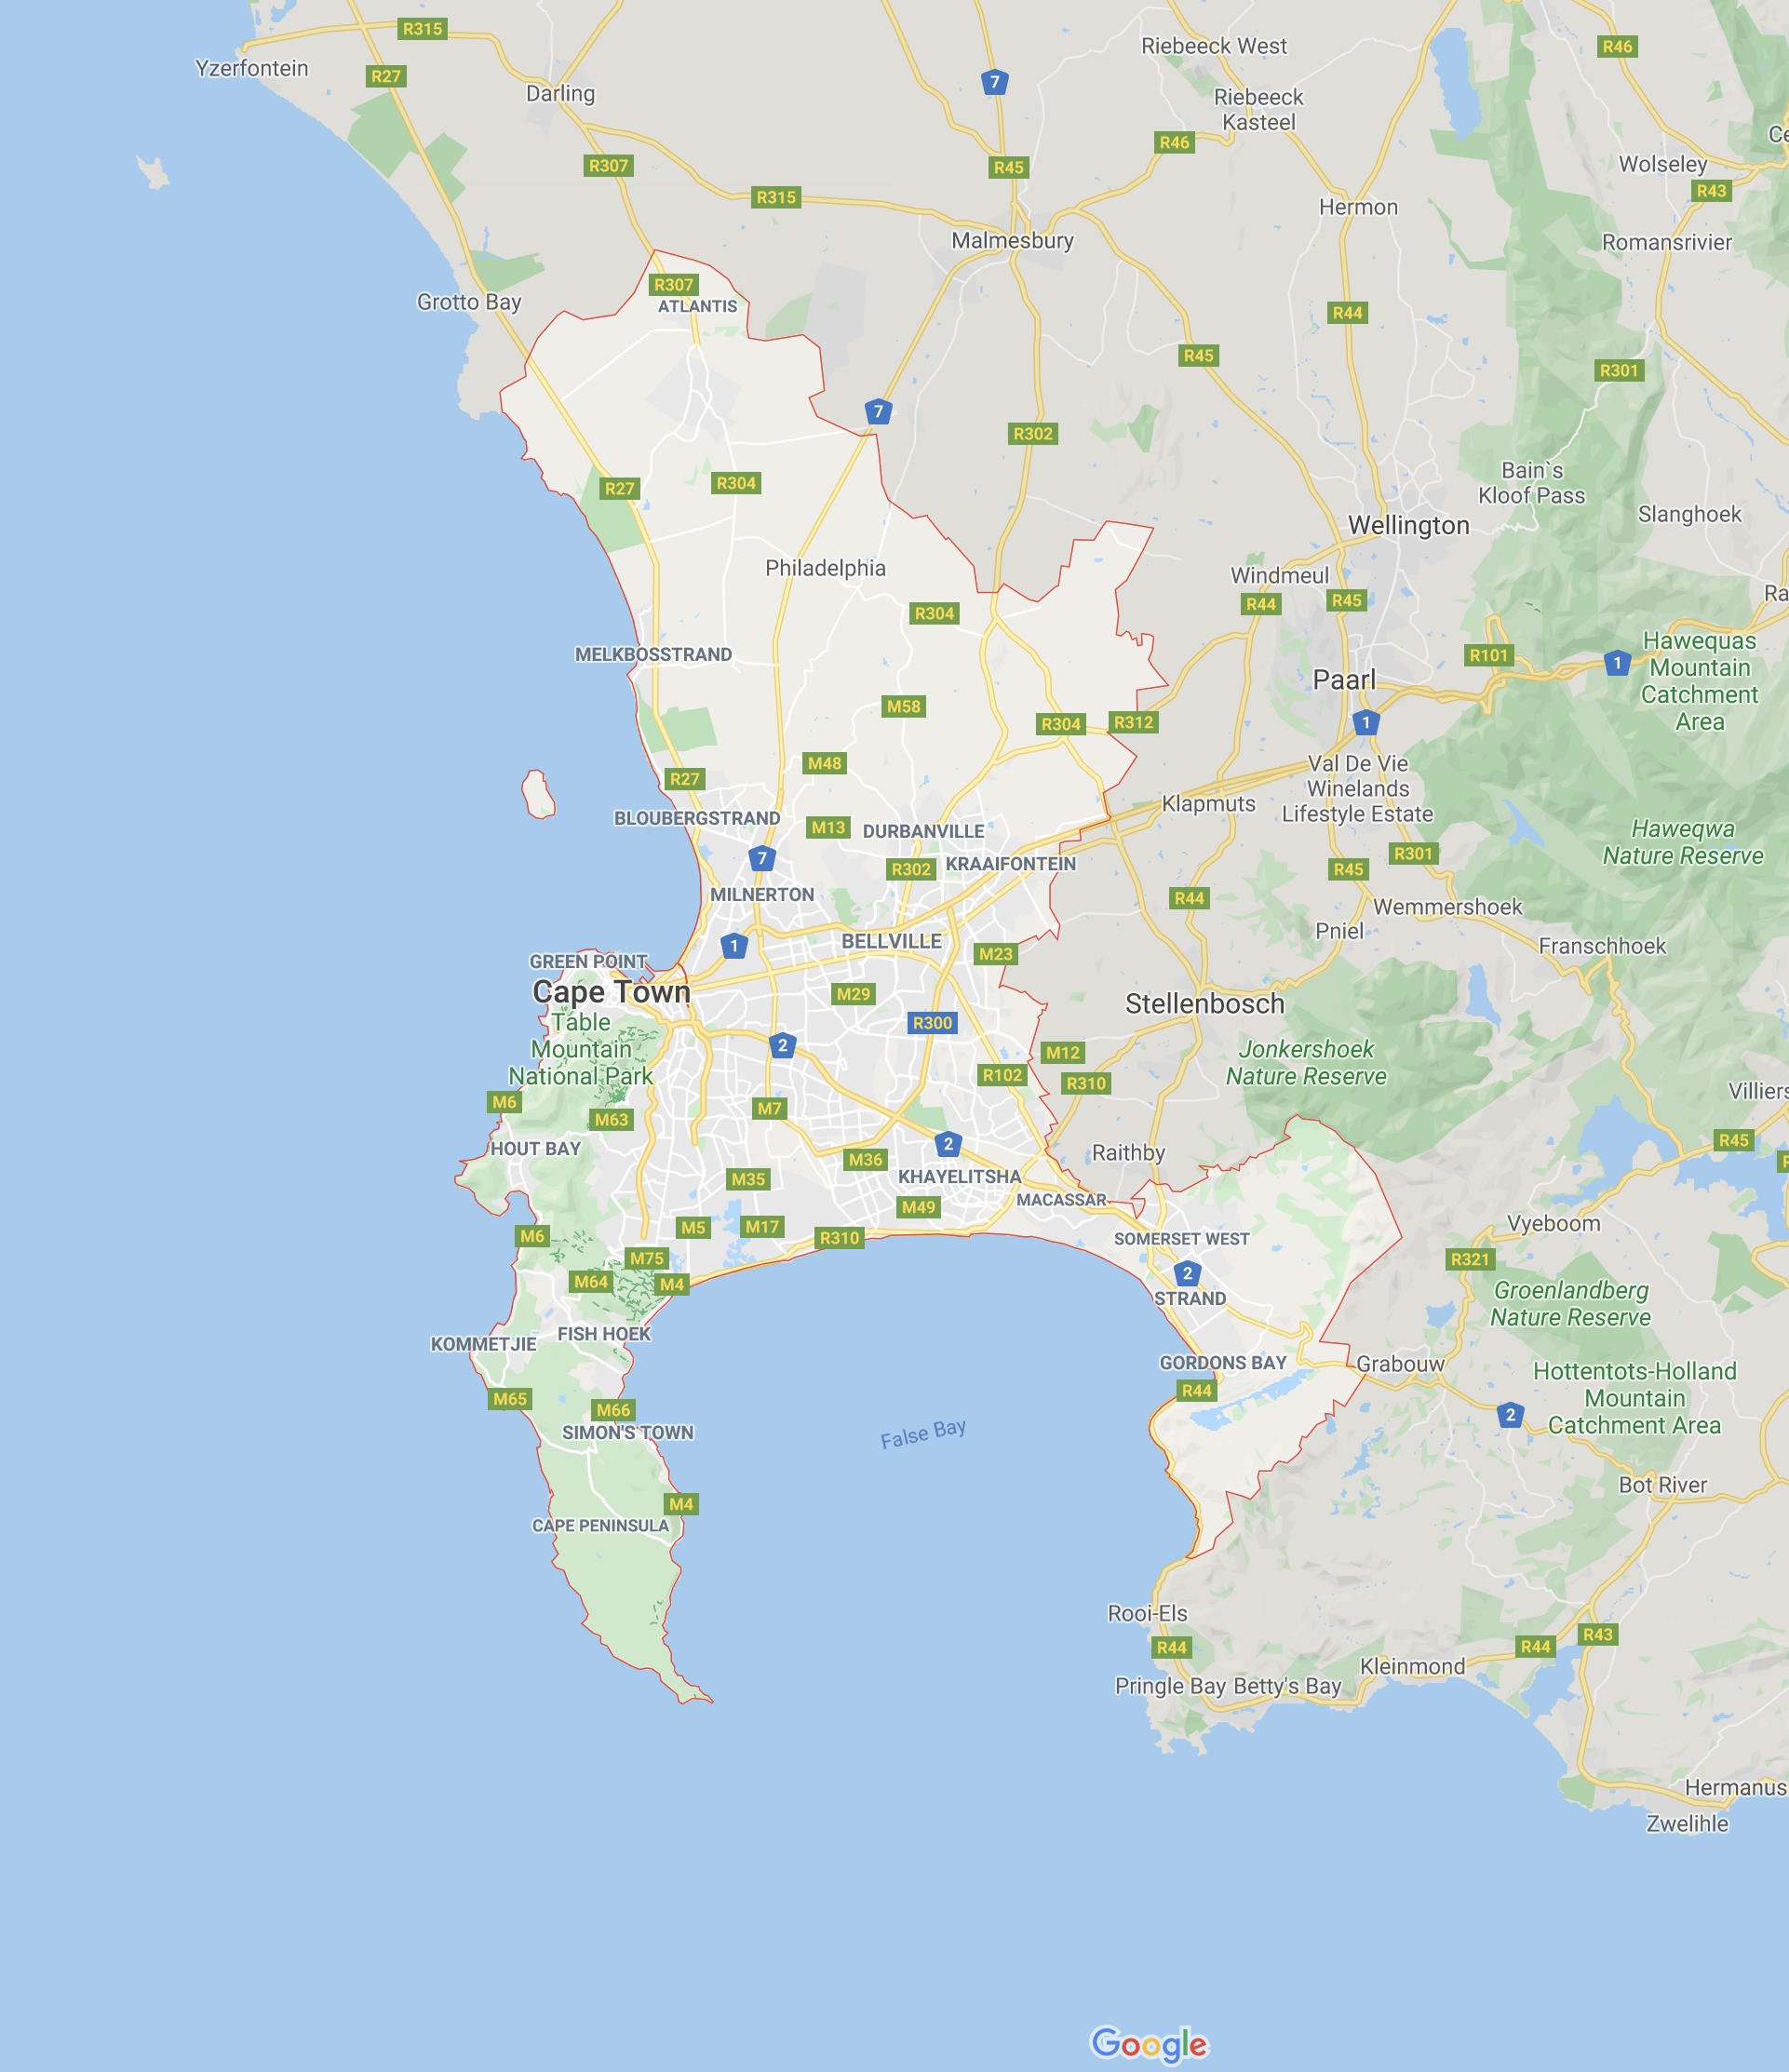 R315
Yzerfontein
R27
Darling
7
Riebeeck West
R46
Riebeeck
Kasteel
R46
R307
R45
Wolseley
R43
R315
Hermon
Malmesbury
Romansrivier
R307
ATLANTIS
Grotto Bay
R44
R45
R301
7
R302
R27
R304
Bain`s
Kloof Pass
Slanghoek
Wellington
Philadelphia
Windmeul
R44
R45
Ra
R304
MELKBOSSTRAND
R101
1
Hawequas
Mountain
Catchment
Area
Paarl
M58
R304
R312
1
M48
R27
Val De Vie
Winelands
Lifestyle Estate
Klapmuts
BLOUBERGSTRAND
M13
DURBANVILLE
Haweqwa
Nature Reserve
7
R302
KRAAIFONTEIN
R45
R301
MILNERTON
R44
Wemmershoek
1
BELLVILLE
M23
Pniel
Franschhoek
GREEN POINT
Cape Town
M29
Stellenbosch
Table
Mountain
National Park
R300
2
M12
Jonkershoek
Nature Reserve
R102
R310
M6
M63
M7
Villiers
HOUT BAY
2
M36
Raithby
R45
R
M35
KHAYELITSHA
MACASSAR
M49
M6
M5
M17
R310
SOMERSET WEST
Vyeboom
M75
M64
M4
2
STRAND
R321
Groenlandberg
Nature Reserve
KOMMETJIE
FISH HOEK
GORDONS BAY
Grabouw
M65
M66
R44
2
Hottentots-Holland
Mountain
Catchment Area
SIMON'S TOWN
False Bay
Bot River
M4
CAPE PENINSULA
Rooi-Els
R44
R44
R43
Kleinmond
Pringle Bay
Betty's Bay
Hermanus
Zwelihle
Google